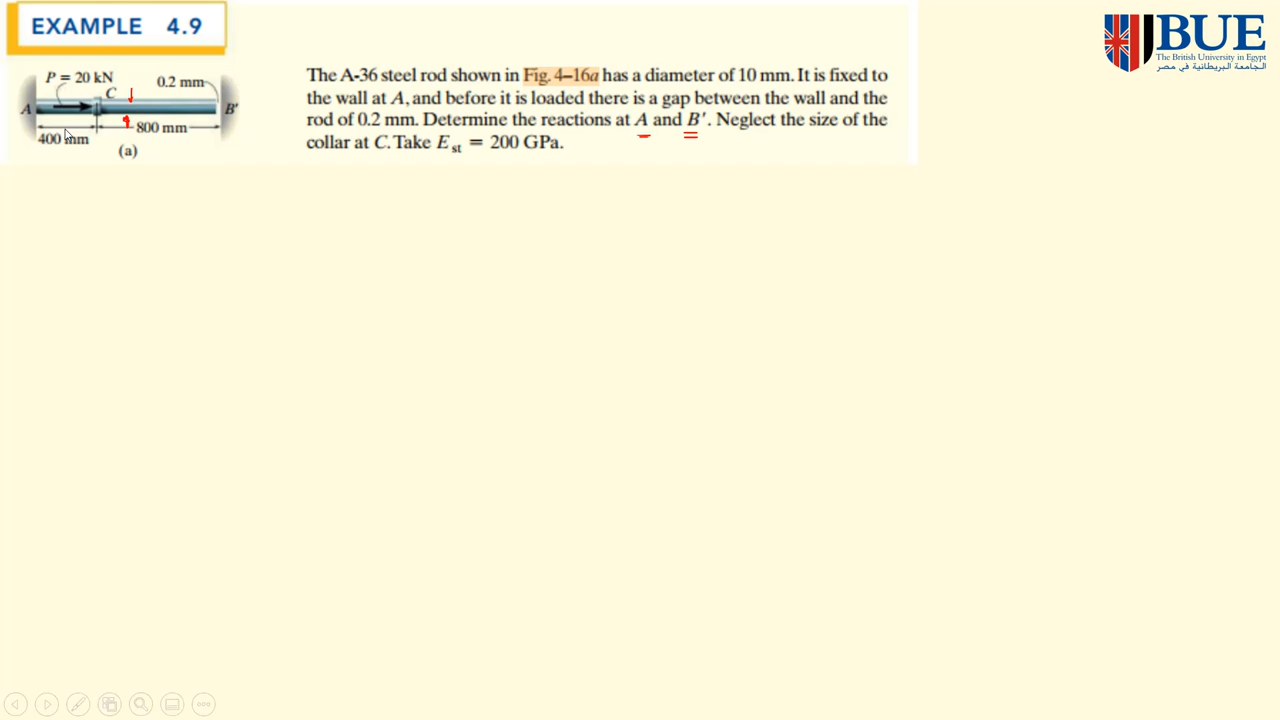 EXAMPLE 4.9
BUE
The British University in Egypt
الجامعة البريطانية في مصر
P = 20 kN
0.2 mm
C
A
B'
800 mm
400 mm
(a)
The A-36 steel rod shown in Fig. 4–16a has a diameter of 10 mm. It is fixed to
the wall at A, and before it is loaded there is a gap between the wall and the
rod of 0.2 mm. Determine the reactions at A and B'. Neglect the size of the
collar at C. Take E st = 200 GPa.